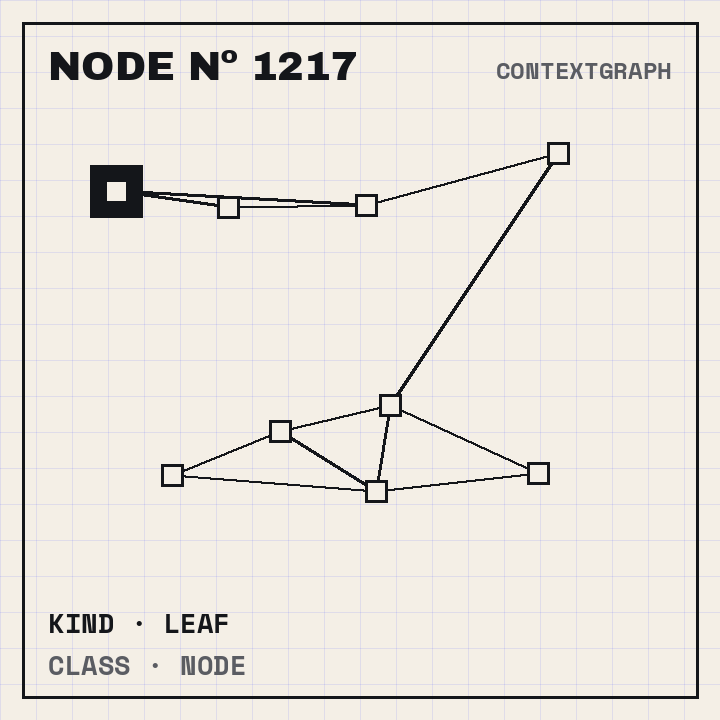 NODE Nº 1217
CONTEXTGRAPH
KIND · LEAF
CLASS · NODE